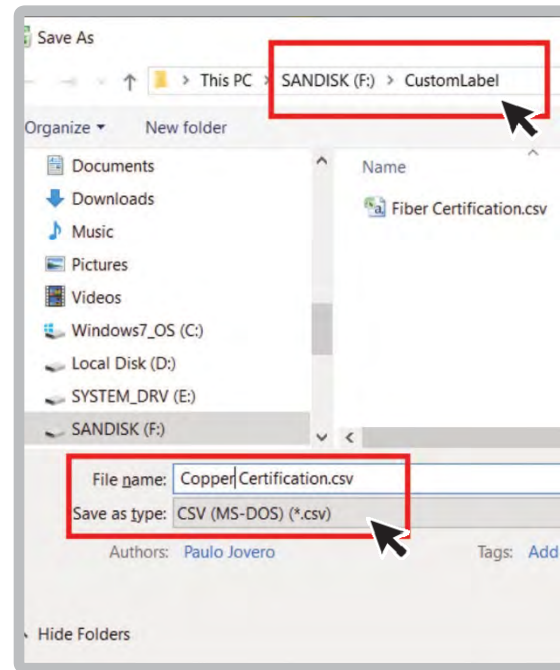 Save As
This PC > SANDISK (F:) > CustomLabel
Organize New folder
Documents
Downloads
Music
Pictures
Videos
Windows7_OS (C:)
Local Disk (D:)
SYSTEM_DRV (E:)
SANDISK (F:)
Name
Fiber Certification.csv
File name: Copper Certification.csv
Save as type: CSV (MS-DOS) (*.csv)
Authors: Paulo Jovero Tags: Add
Hide Folders